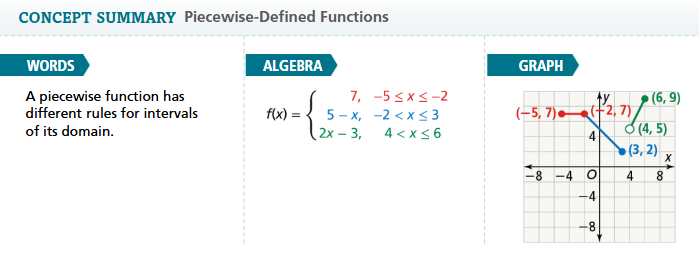 CONCEPT SUMMARY Piecewise-Defined Functions
WORDS
A piecewise function has
different rules for intervals
of its domain.
ALGEBRA
f(x) = { 7, −5 ≤ x ≤ −2
5 − x, −2 < x ≤ 3
2x − 3, 4 < x ≤ 6
GRAPH
y
(6, 9)
(−5, 7) (−2, 7)
(4, 5)
4
(3, 2)
x
−8 −4 O 4 8
−4
−8